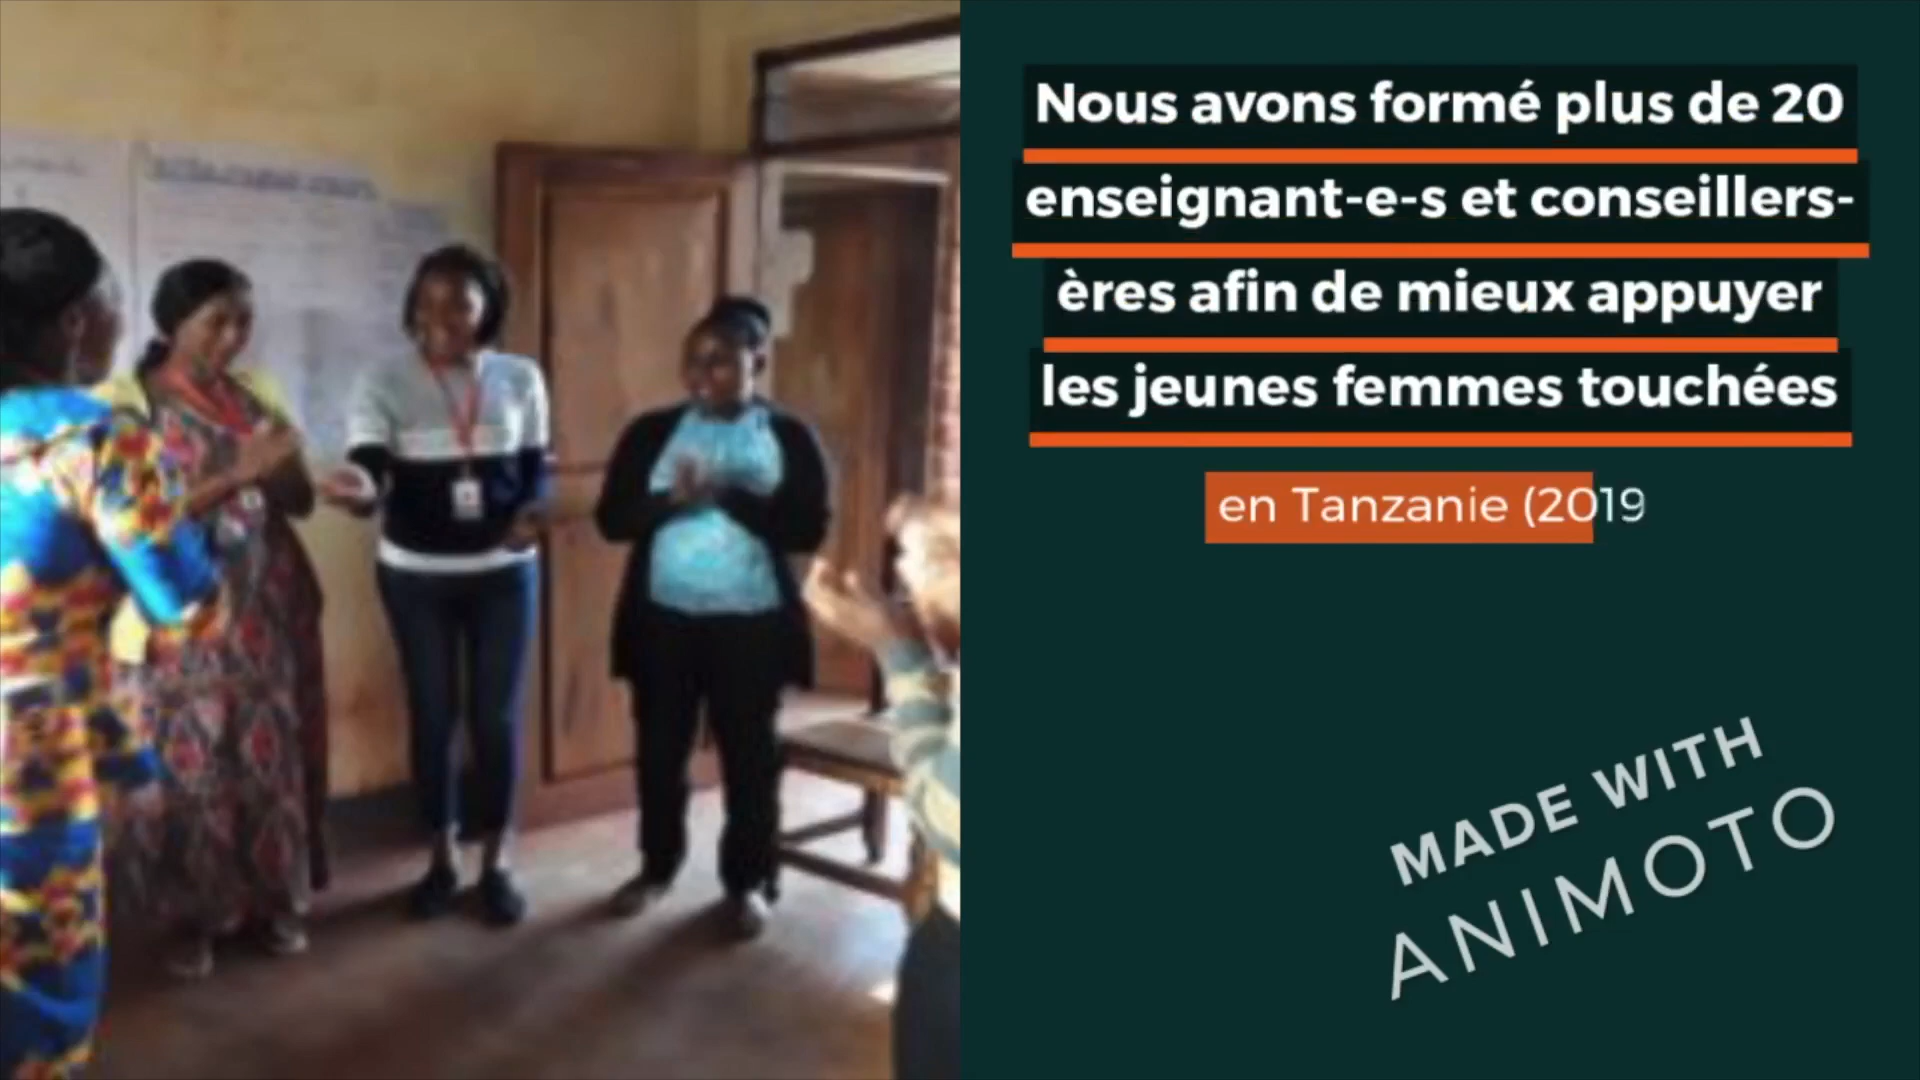 Nous avons formé plus de 20
enseignant-e-s et conseillers-
ères afin de mieux appuyer
les jeunes femmes touchées
en Tanzanie (2019
MADE WITH
ANIMOTO